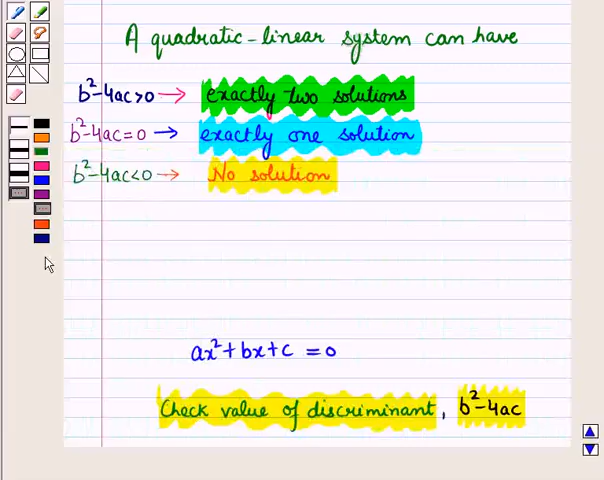 A quadratic-linear system can have
b²-4ac>0 → exactly two solutions
b²-4ac=0 → exactly one solution
b²-4ac<0 → No solution
ax²+bx+c =0
Check value of discriminant, b²-4ac